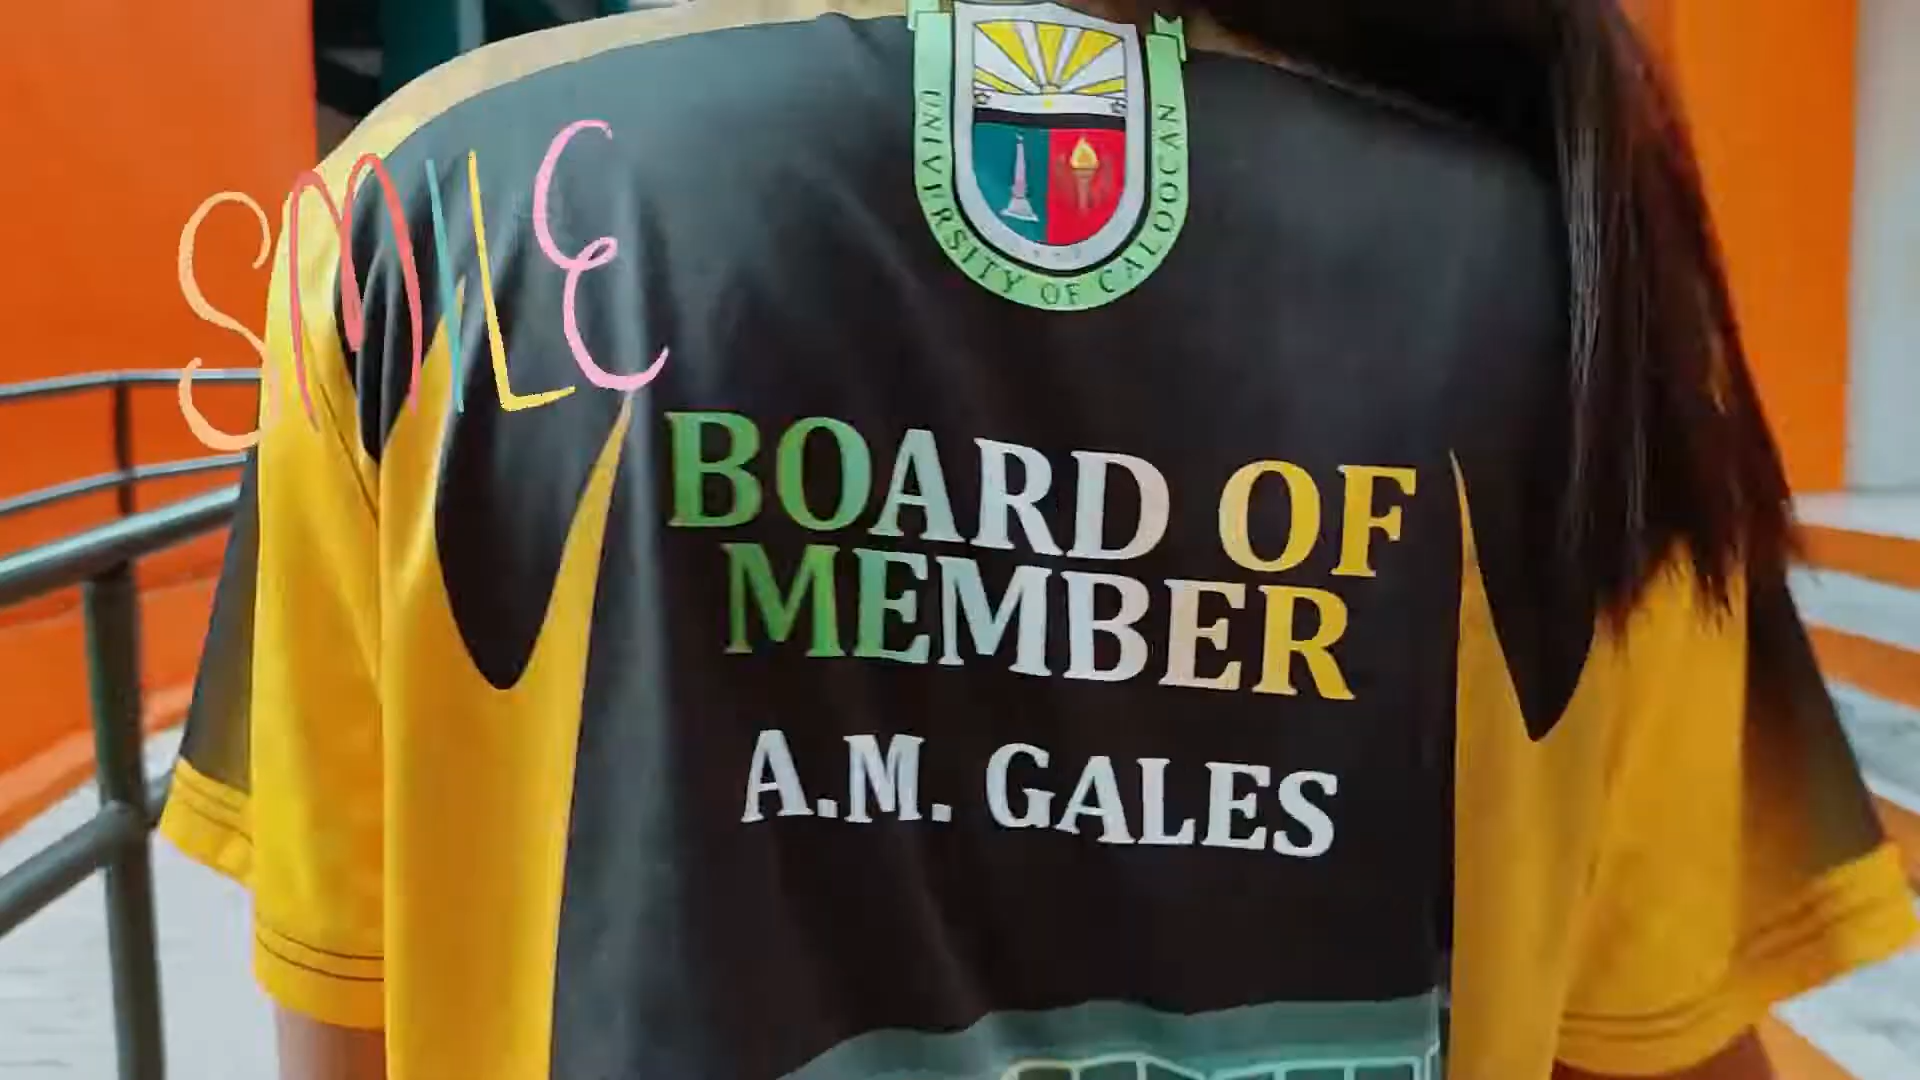 UNIVERSITY OF CALOOCAN
SMILE
BOARD OF
MEMBER
A.M. GALES